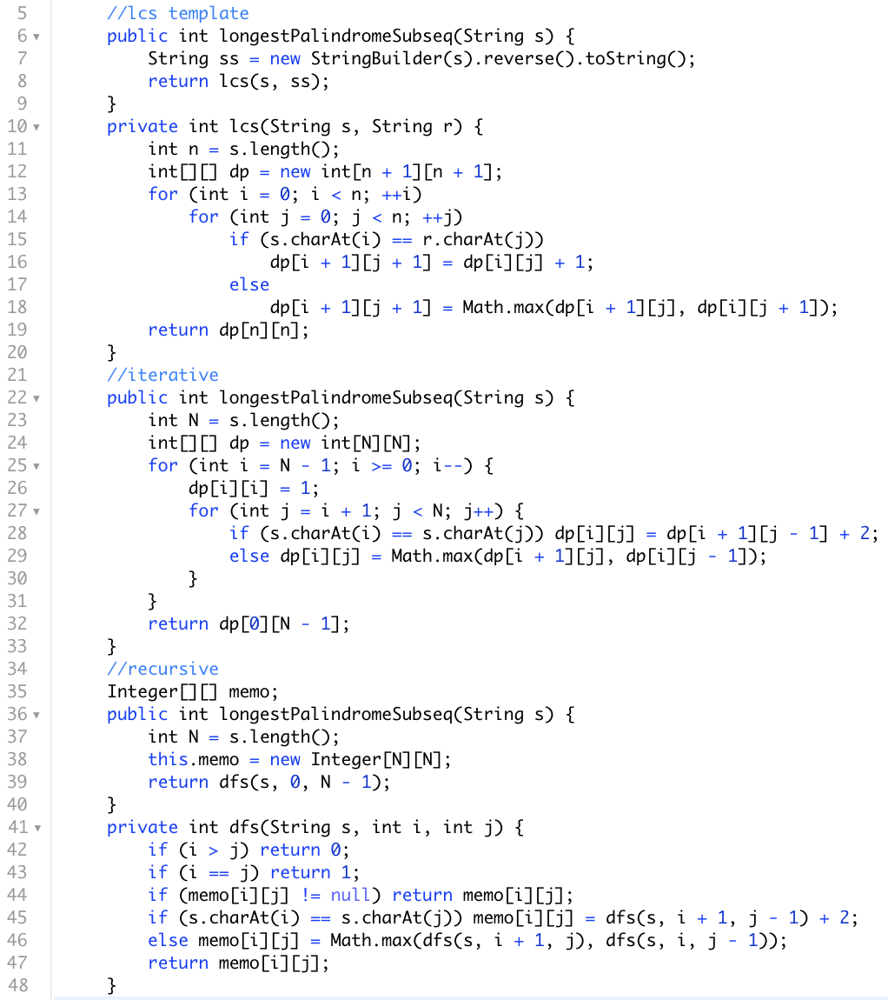 5 //lcs template
6 public int longestPalindromeSubseq(String s) {
7 String ss = new StringBuilder(s).reverse().toString();
8 return lcs(s, ss);
9 }
10 private int lcs(String s, String r) {
11 int n = s.length();
12 int[][] dp = new int[n + 1][n + 1];
13 for (int i = 0; i < n; ++i)
14 for (int j = 0; j < n; ++j)
15 if (s.charAt(i) == r.charAt(j))
16 dp[i + 1][j + 1] = dp[i][j] + 1;
17 else
18 dp[i + 1][j + 1] = Math.max(dp[i + 1][j], dp[i][j + 1]);
19 return dp[n][n];
20 }
21 //iterative
22 public int longestPalindromeSubseq(String s) {
23 int N = s.length();
24 int[][] dp = new int[N][N];
25 for (int i = N - 1; i >= 0; i--) {
26 dp[i][i] = 1;
27 for (int j = i + 1; j < N; j++) {
28 if (s.charAt(i) == s.charAt(j)) dp[i][j] = dp[i + 1][j - 1] + 2;
29 else dp[i][j] = Math.max(dp[i + 1][j], dp[i][j - 1]);
30 }
31 }
32 return dp[0][N - 1];
33 }
34 //recursive
35 Integer[][] memo;
36 public int longestPalindromeSubseq(String s) {
37 int N = s.length();
38 this.memo = new Integer[N][N];
39 return dfs(s, 0, N - 1);
40 }
41 private int dfs(String s, int i, int j) {
42 if (i > j) return 0;
43 if (i == j) return 1;
44 if (memo[i][j] != null) return memo[i][j];
45 if (s.charAt(i) == s.charAt(j)) memo[i][j] = dfs(s, i + 1, j - 1) + 2;
46 else memo[i][j] = Math.max(dfs(s, i + 1, j), dfs(s, i, j - 1));
47 return memo[i][j];
48 }